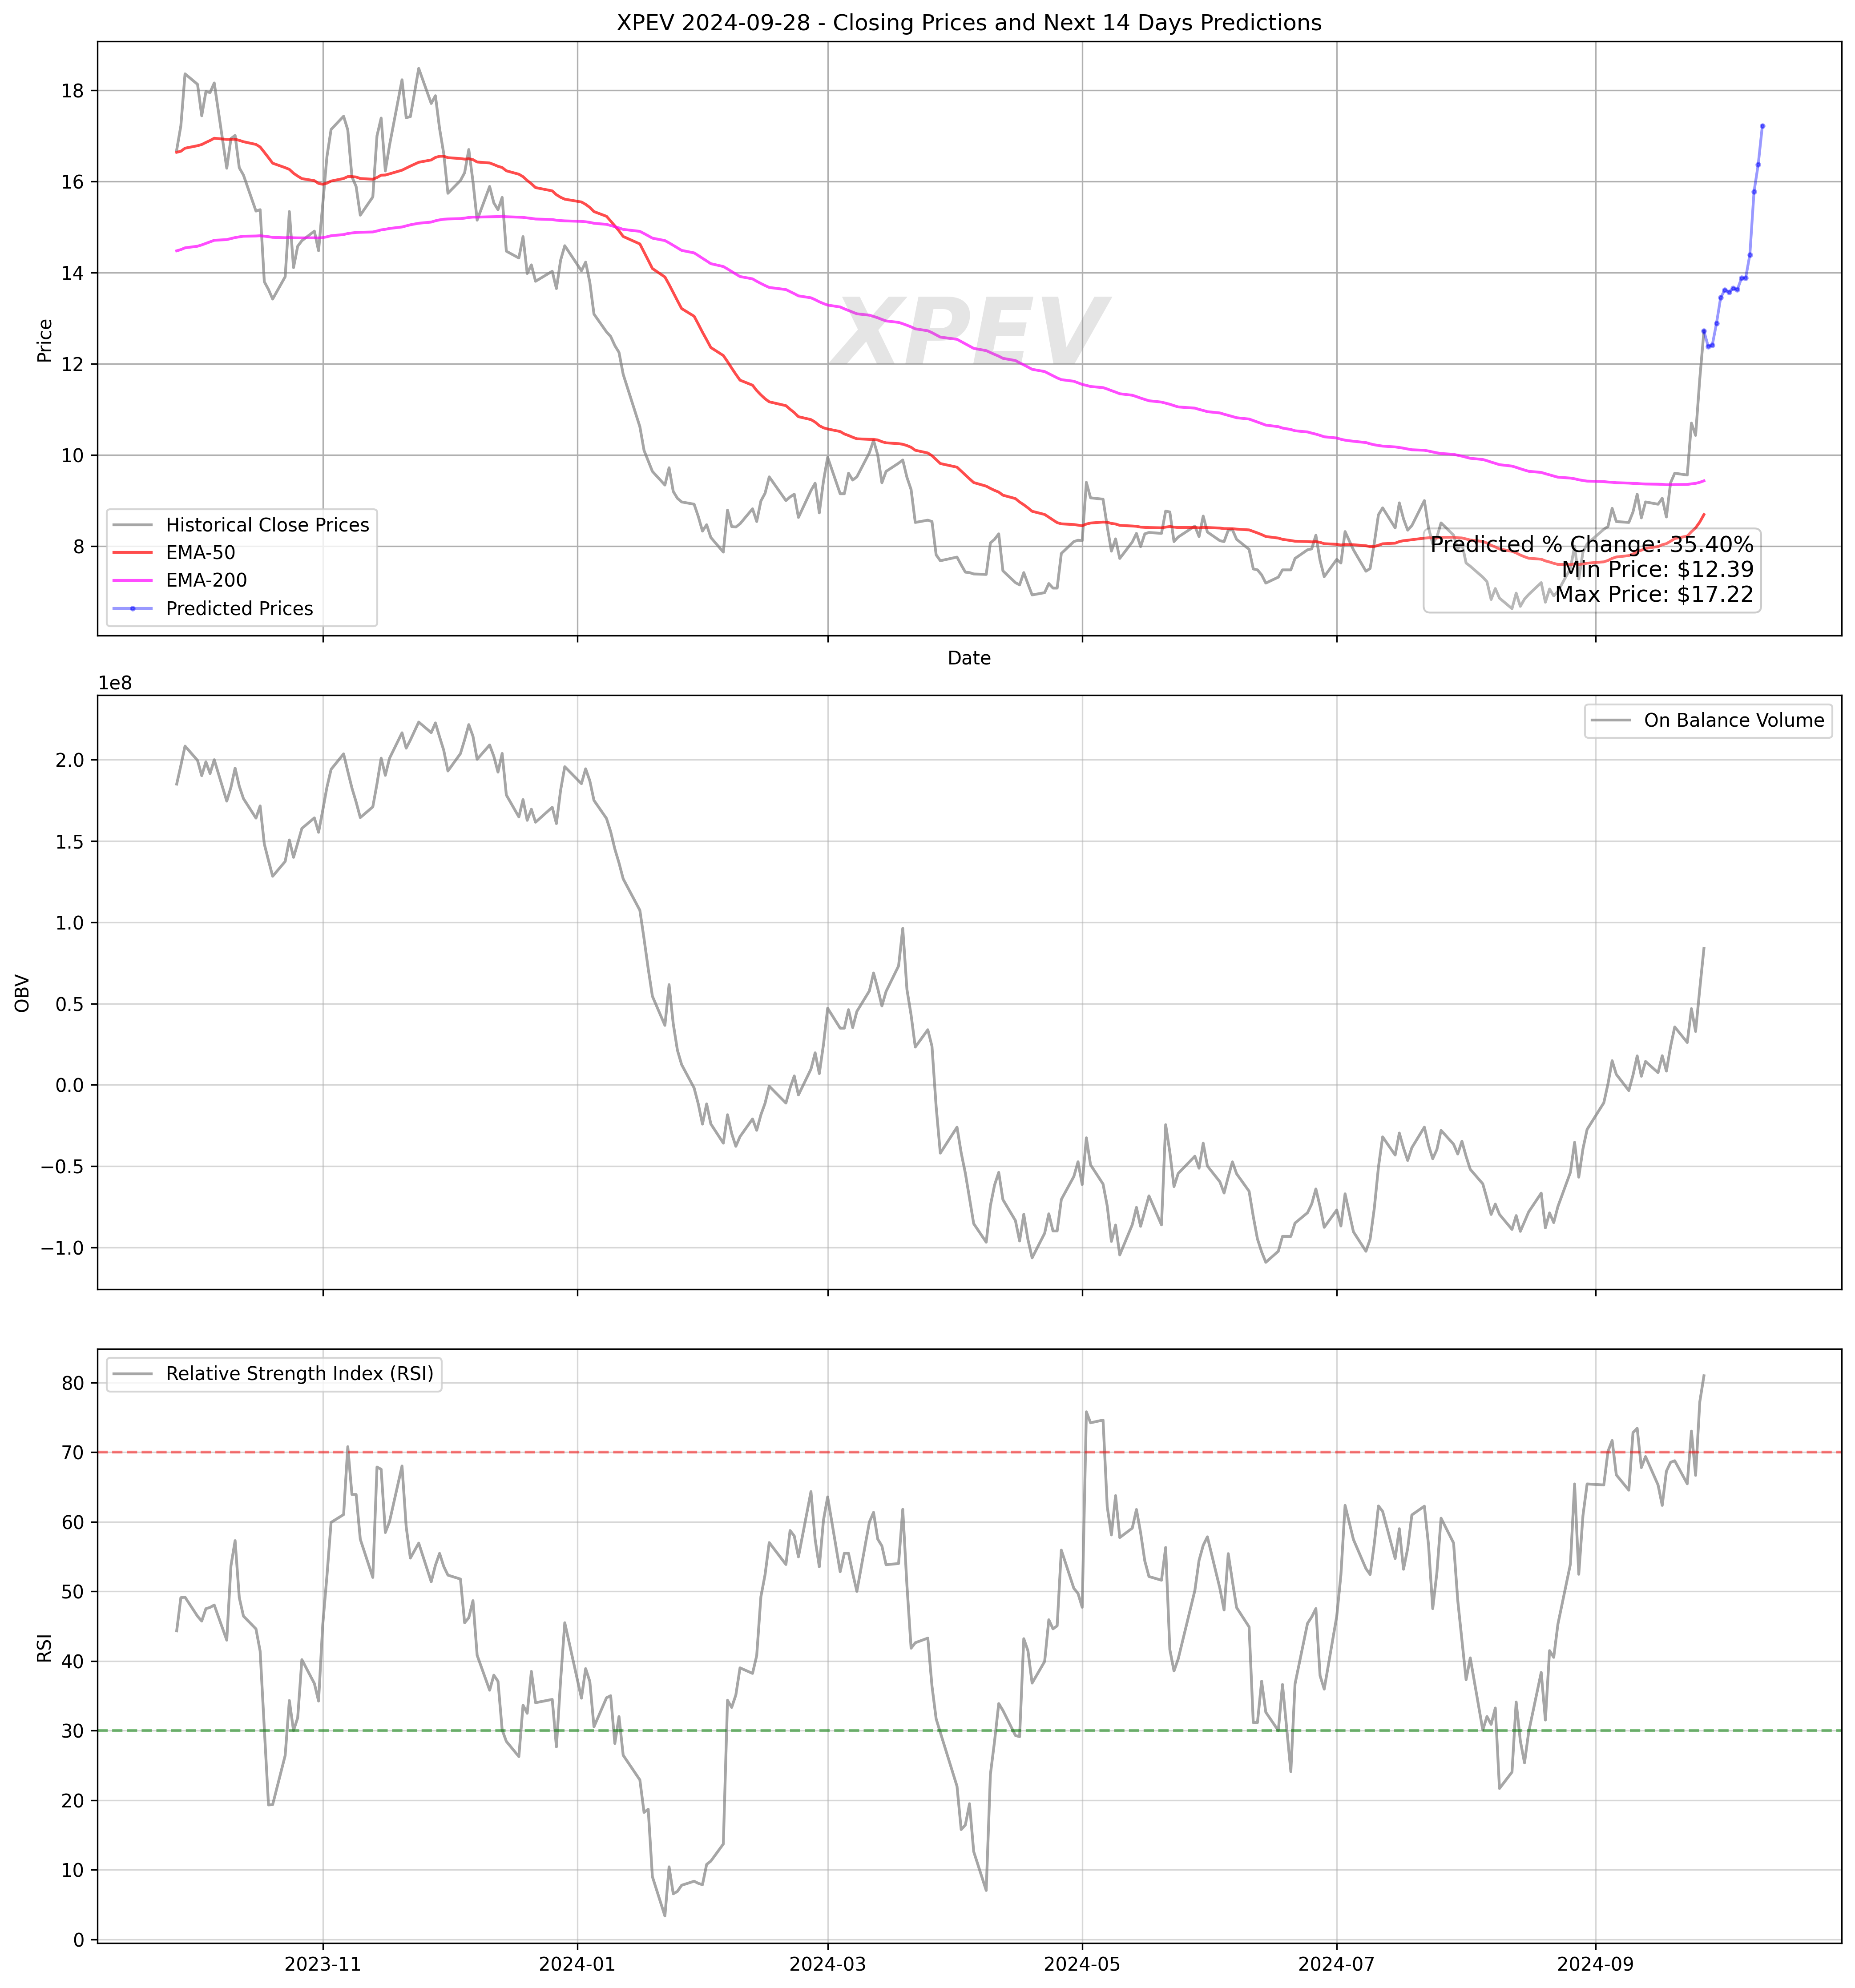 XPEV 2024-09-28 - Closing Prices and Next 14 Days Predictions
18
16
14
12
10
8
Price
XPEV
Historical Close Prices
EMA-50
EMA-200
Predicted Prices
Predicted % Change: 35.40%
Min Price: $12.39
Max Price: $17.22
Date
1e8
On Balance Volume
2.0
1.5
1.0
0.5
0.0
−0.5
−1.0
OBV
Relative Strength Index (RSI)
80
70
60
50
40
30
20
10
0
RSI
2023-11
2024-01
2024-03
2024-05
2024-07
2024-09